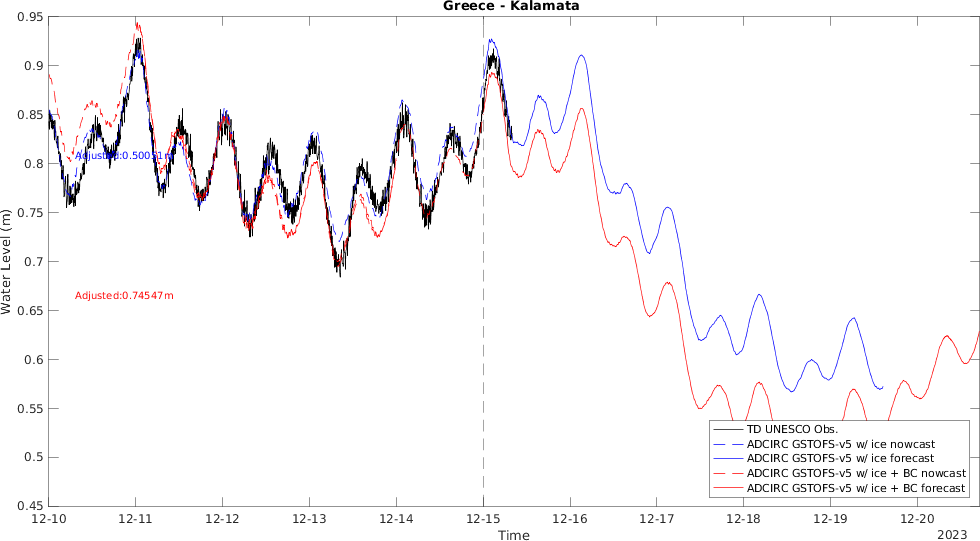 Greece - Kalamata
Water Level (m)
0.95
0.9
0.85
0.8
0.75
0.7
0.65
0.6
0.55
0.5
0.45
Adjusted:0.50051m
Adjusted:0.74547m
TD UNESCO Obs.
ADCIRC GSTOFS-v5 w/ ice nowcast
ADCIRC GSTOFS-v5 w/ ice forecast
ADCIRC GSTOFS-v5 w/ ice + BC nowcast
ADCIRC GSTOFS-v5 w/ ice + BC forecast
12-10 12-11 12-12 12-13 12-14 12-15 12-16 12-17 12-18 12-19 12-20
Time
2023